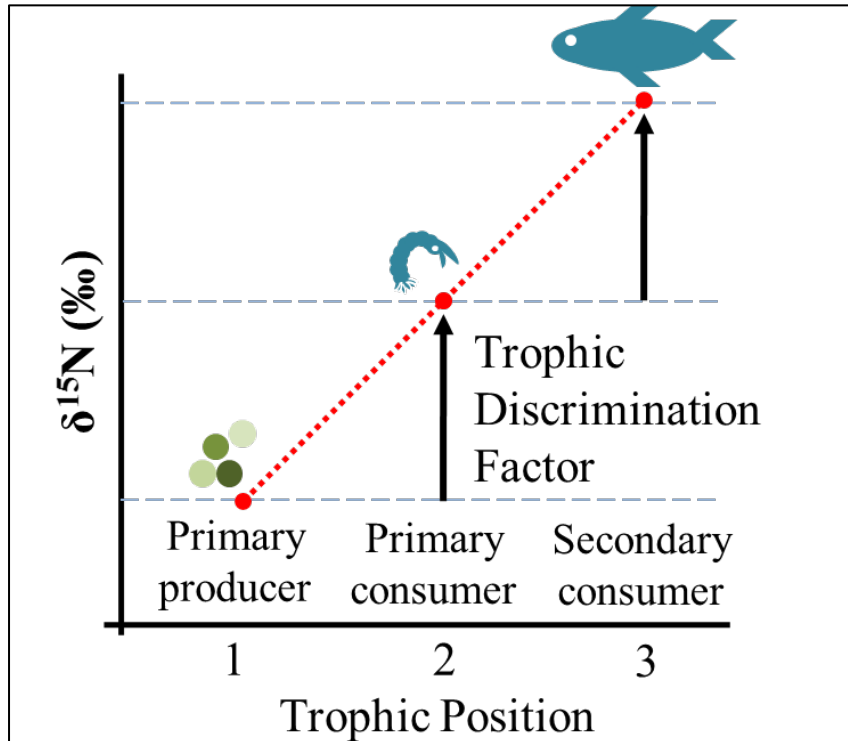 δ¹⁵N (‰)
Trophic
Discrimination
Factor
Primary
producer
Primary
consumer
Secondary
consumer
1
2
3
Trophic Position